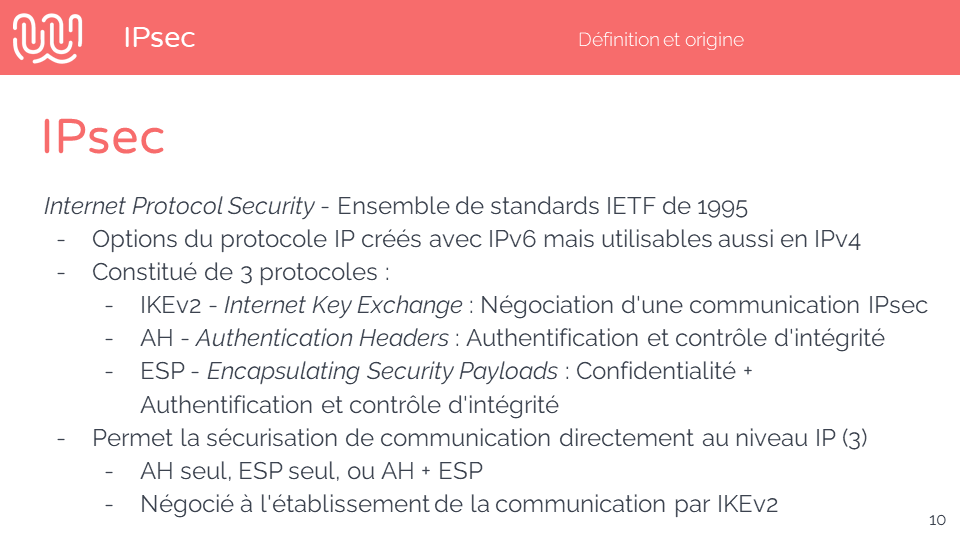 IPsec
Définition et origine
IPsec
Internet Protocol Security - Ensemble de standards IETF de 1995
- Options du protocole IP créés avec IPv6 mais utilisables aussi en IPv4
- Constitué de 3 protocoles :
- IKEv2 - Internet Key Exchange : Négociation d'une communication IPsec
- AH - Authentication Headers : Authentification et contrôle d'intégrité
- ESP - Encapsulating Security Payloads : Confidentialité +
Authentification et contrôle d'intégrité
- Permet la sécurisation de communication directement au niveau IP (3)
- AH seul, ESP seul, ou AH + ESP
- Négocié à l'établissement de la communication par IKEv2
10